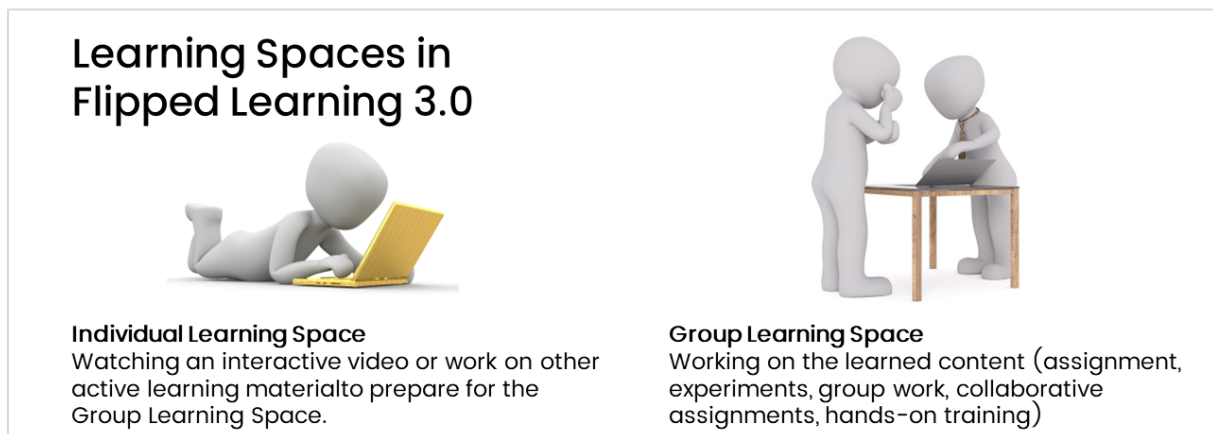 Learning Spaces in
Flipped Learning 3.0
Individual Learning Space
Watching an interactive video or work on other
active learning materialto prepare for the
Group Learning Space.
Group Learning Space
Working on the learned content (assignment,
experiments, group work, collaborative
assignments, hands-on training)